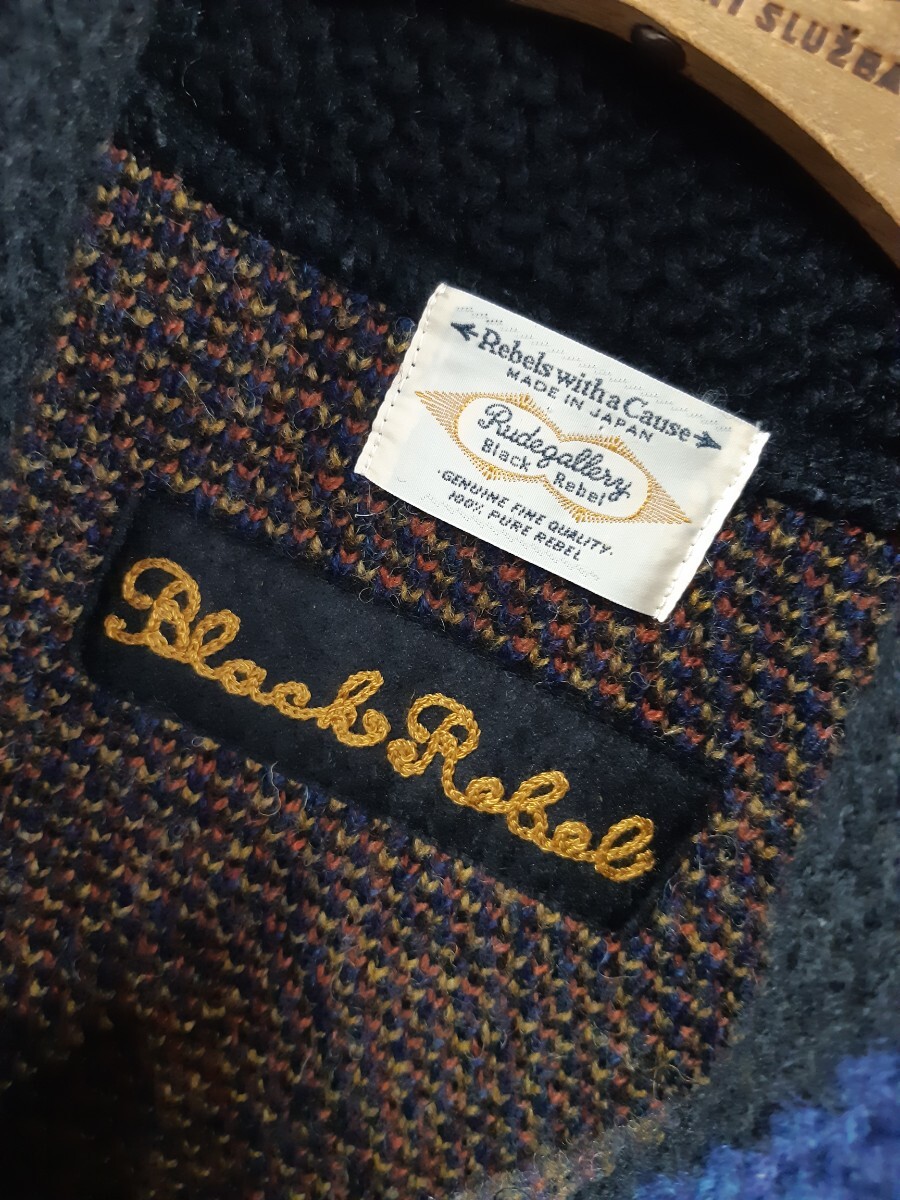 SLUŽBA
Rebels with a Cause
MADE IN JAPAN
Rudegallery
Black Rebel
GENUINE FINE QUALITY.
100% PURE REBEL
Black Rebel